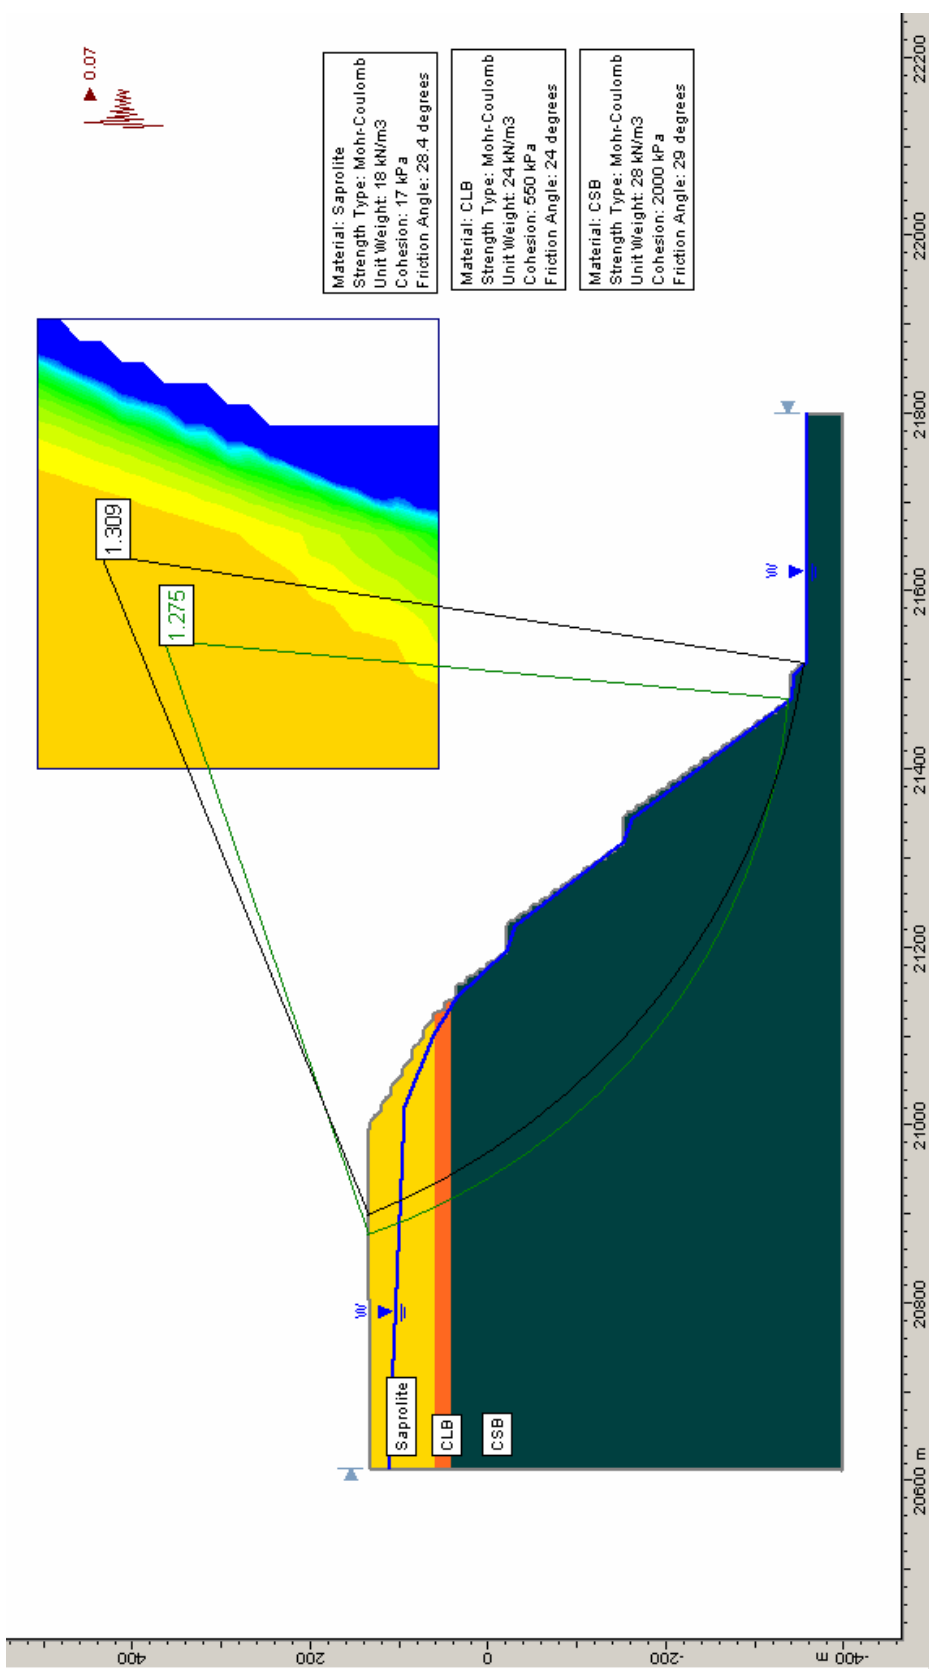 0.07
Material: Saprolite
Strength Type: Mohr-Coulomb
Unit Weight: 18 kN/m3
Cohesion: 17 kPa
Friction Angle: 28.4 degrees
Material: CLB
Strength Type: Mohr-Coulomb
Unit Weight: 24 kN/m3
Cohesion: 550 kPa
Friction Angle: 24 degrees
Material: CSB
Strength Type: Mohr-Coulomb
Unit Weight: 28 kN/m3
Cohesion: 2000 kPa
Friction Angle: 29 degrees
1.309
1.275
W
W
Saprolite
CLB
CSB
400
200
0
-200
-400 m
20600 m
20800
21000
21200
21400
21600
21800
22000
22200